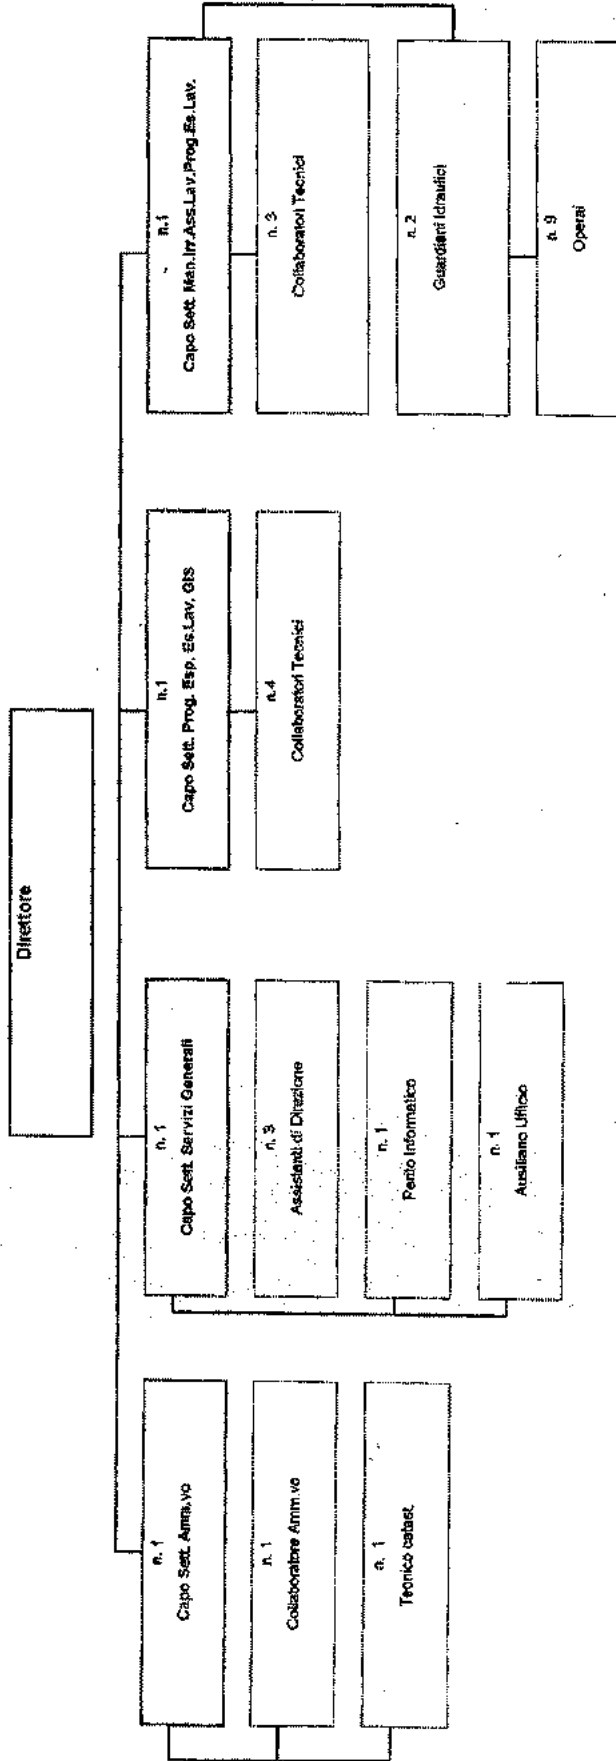 Direttore
n. 1
Capo Sett. Amm.vo
n. 1
Collaboratore Amm.vo
n. 1
Tecnico catast.
n. 1
Capo Sett. Servizi Generali
n. 3
Assistenti di Direzione
n. 1
Perito Informatico
n. 1
Ausiliario Ufficio
n.1
Capo Sett. Prog. Esp. Es.Lav. GIS
n.4
Collaboratori Tecnici
n.1
Capo Sett. Man.Irr.Ass.Lav.Prog.Es.Lav.
n. 3
Collaboratori Tecnici
n. 2
Guardiani Idraulici
n. 9
Operai